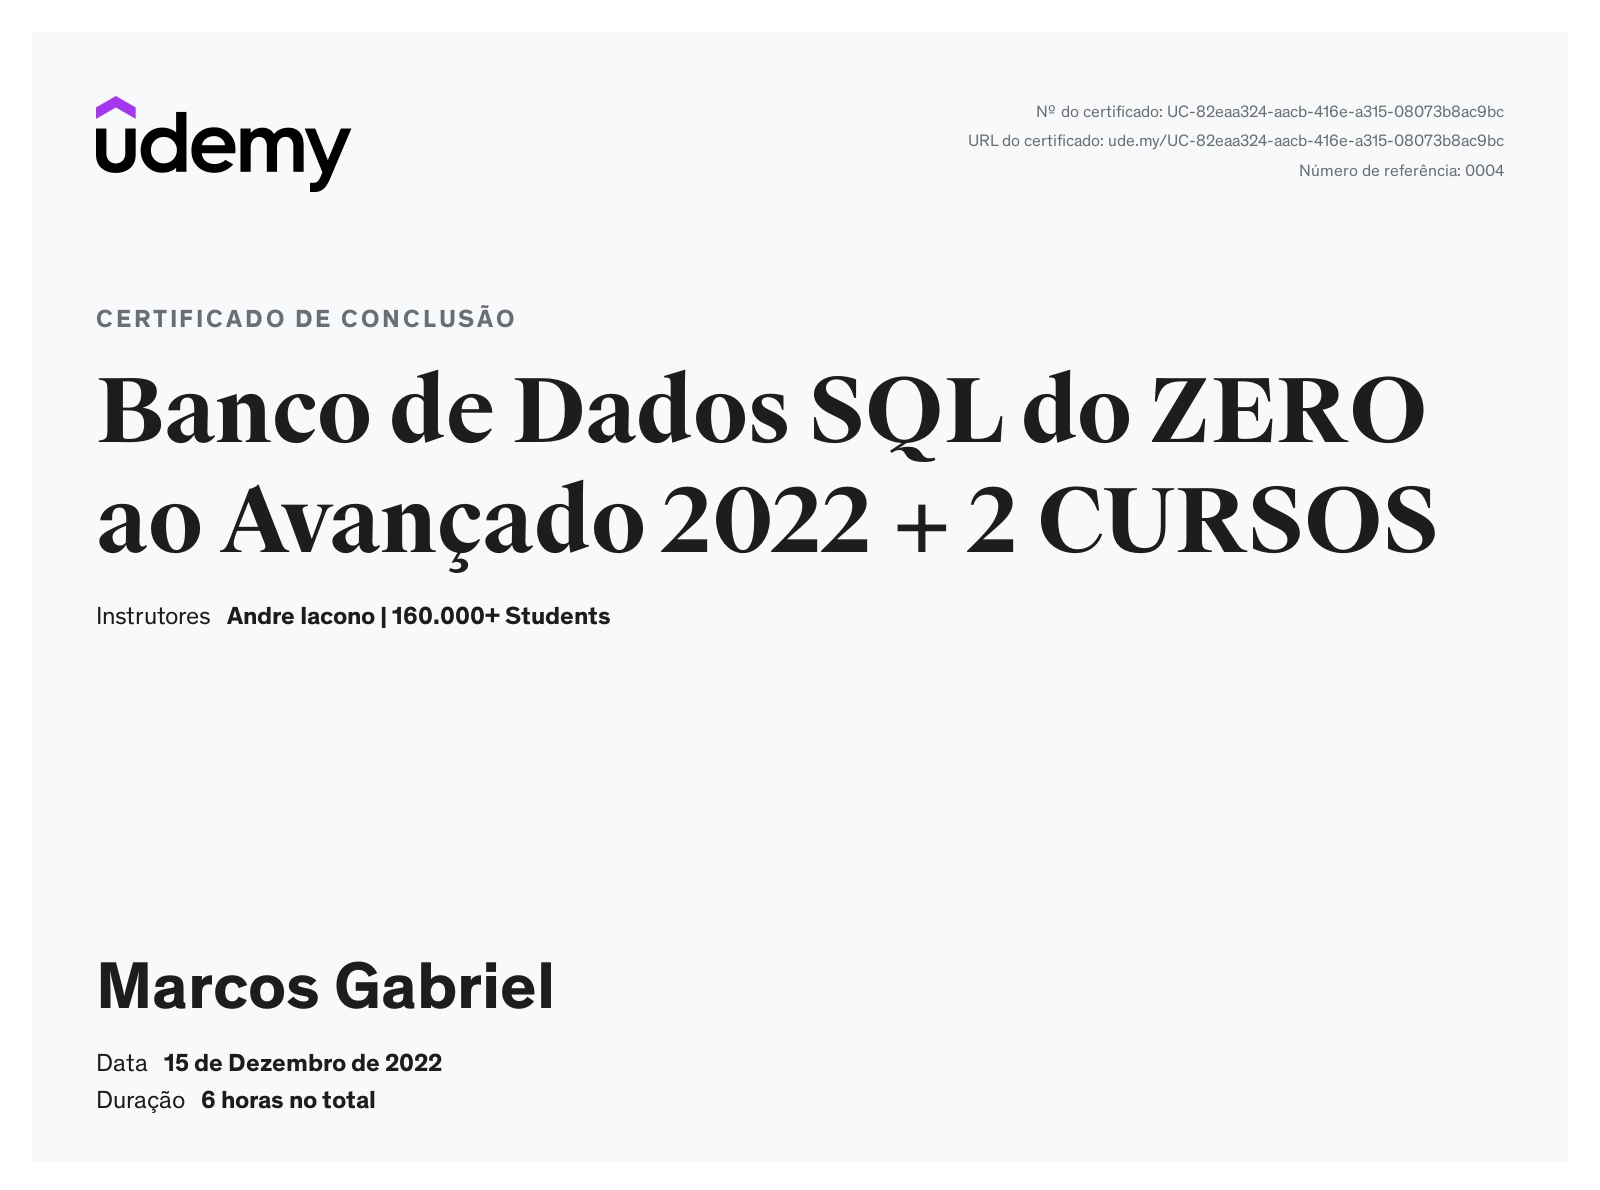 udemy
Nº do certificado: UC-82eaa324-aacb-416e-a315-08073b8ac9bc
URL do certificado: ude.my/UC-82eaa324-aacb-416e-a315-08073b8ac9bc
Número de referência: 0004
CERTIFICADO DE CONCLUSÃO
Banco de Dados SQL do ZERO
ao Avançado 2022 + 2 CURSOS
Instrutores Andre Iacono | 160.000+ Students
Marcos Gabriel
Data 15 de Dezembro de 2022
Duração 6 horas no total